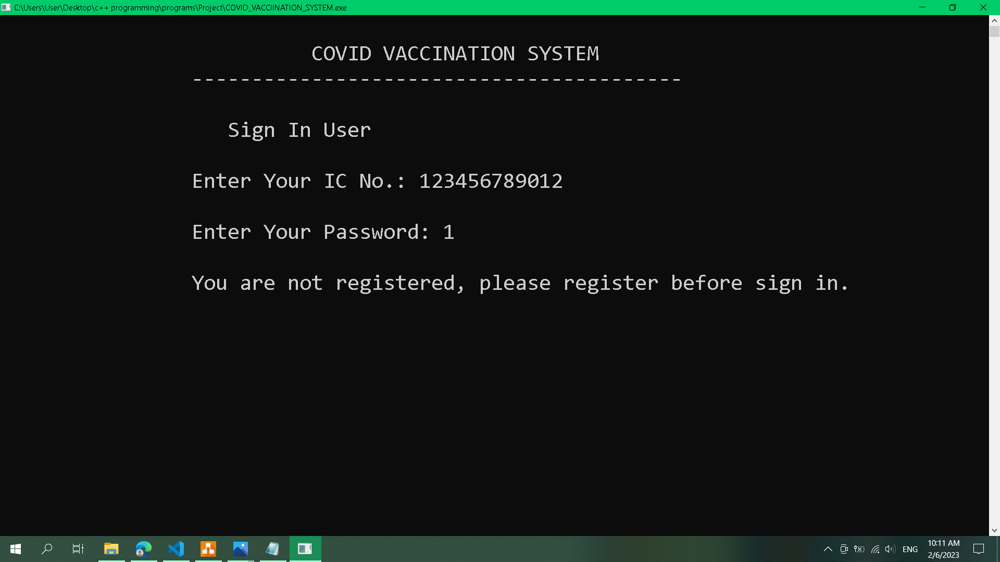 C:\Users\User\Desktop\c++ programming\programs\Project\COVID_VACCIINATION_SYSTEM.exe
COVID VACCINATION SYSTEM
-----------------------------------------
Sign In User
Enter Your IC No.: 123456789012
Enter Your Password: 1
You are not registered, please register before sign in.
ENG
10:11 AM
2/6/2023